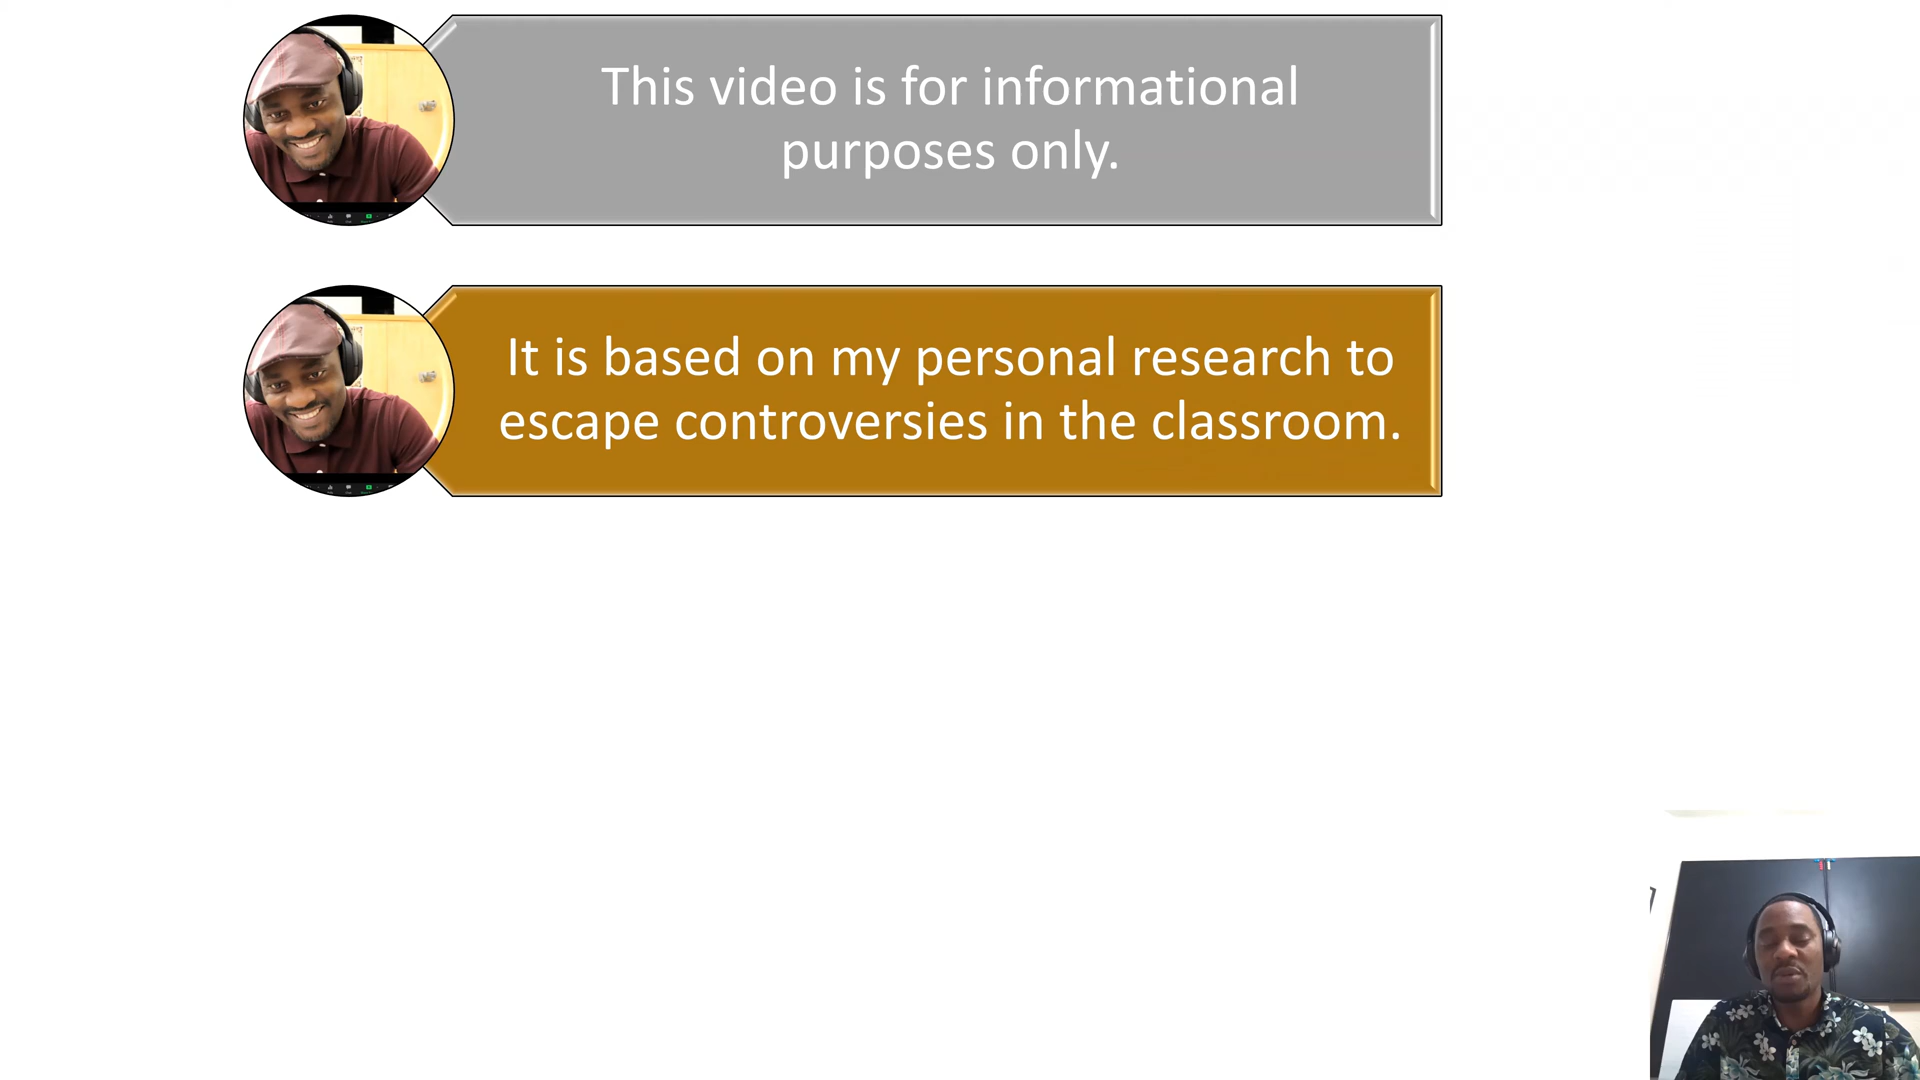 This video is for informational
purposes only.
It is based on my personal research to
escape controversies in the classroom.